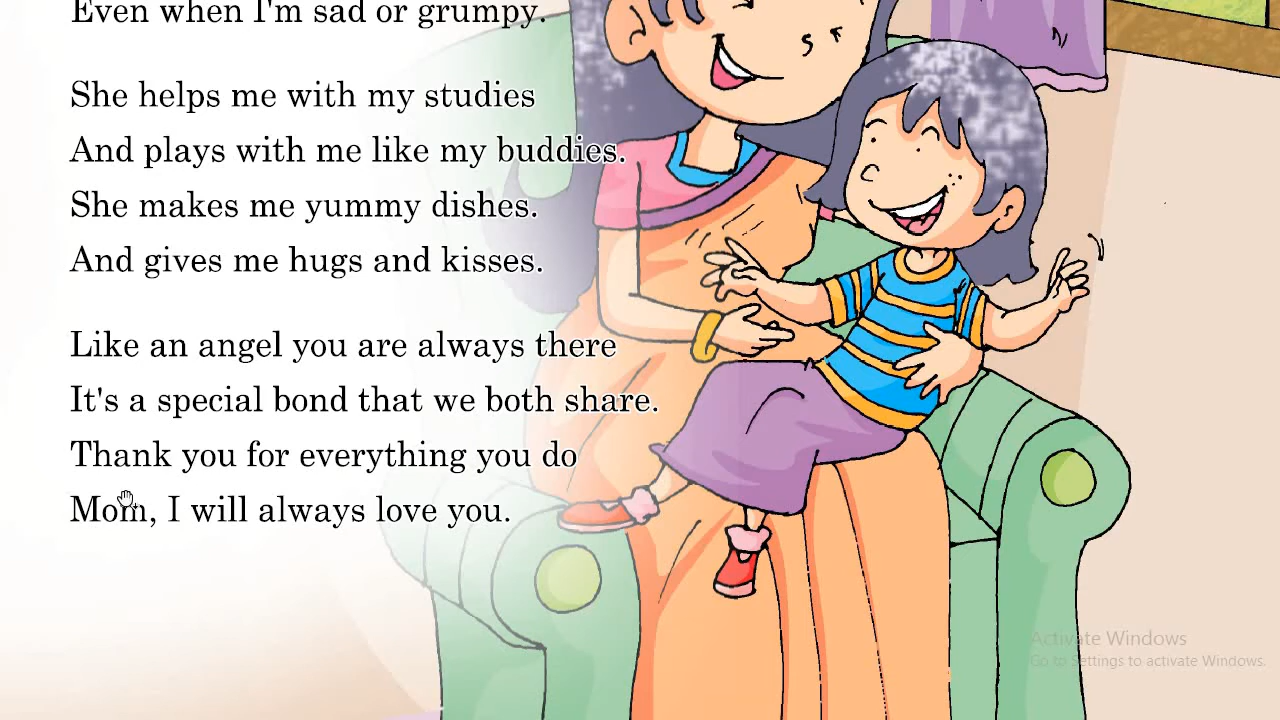 Even when I'm sad or grumpy.
She helps me with my studies
And plays with me like my buddies.
She makes me yummy dishes.
And gives me hugs and kisses.
Like an angel you are always there
It's a special bond that we both share.
Thank you for everything you do
Mom, I will always love you.
Activate Windows
Go to Settings to activate Windows.